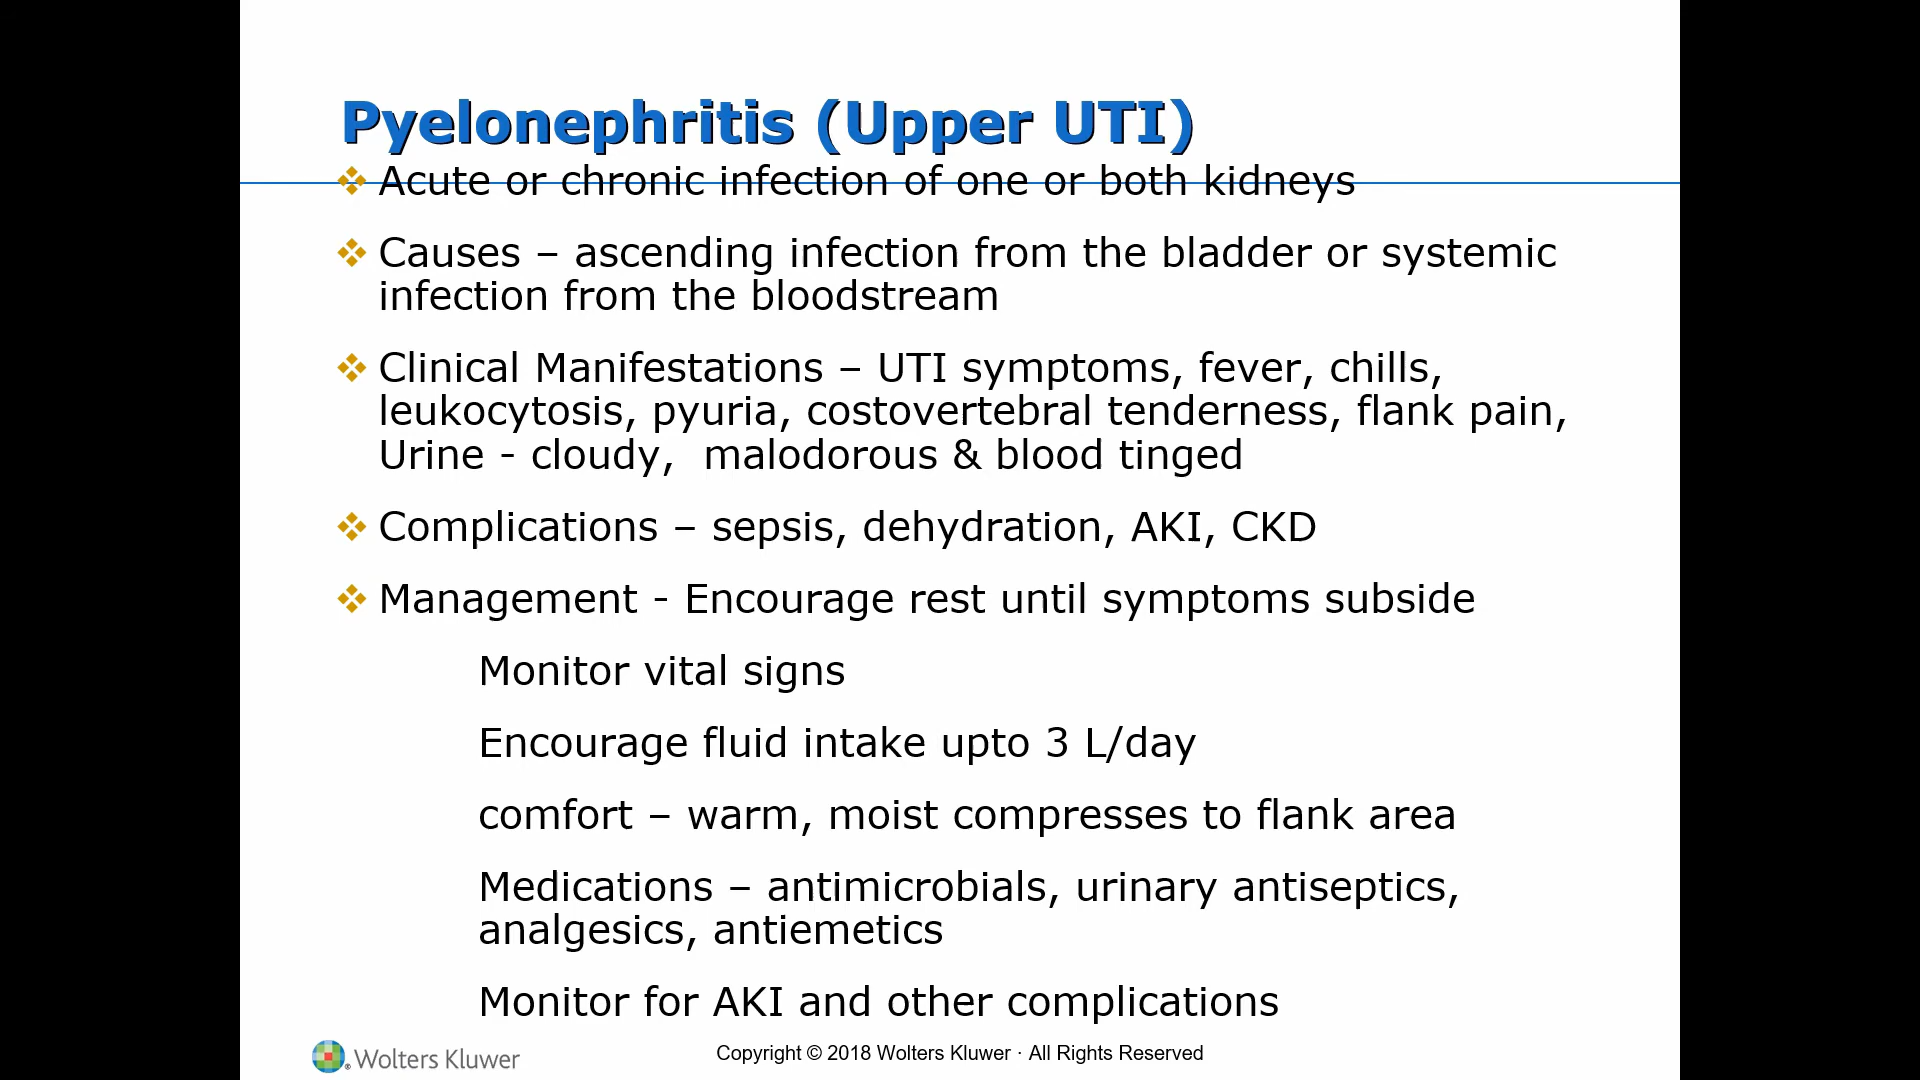 Pyelonephritis (Upper UTI)
Acute or chronic infection of one or both kidneys
Causes – ascending infection from the bladder or systemic
infection from the bloodstream
Clinical Manifestations – UTI symptoms, fever, chills,
leukocytosis, pyuria, costovertebral tenderness, flank pain,
Urine - cloudy,  malodorous & blood tinged
Complications – sepsis, dehydration, AKI, CKD
Management - Encourage rest until symptoms subside
Monitor vital signs
Encourage fluid intake upto 3 L/day
comfort – warm, moist compresses to flank area
Medications – antimicrobials, urinary antiseptics,
analgesics, antiemetics
Monitor for AKI and other complications
Wolters Kluwer
Copyright © 2018 Wolters Kluwer · All Rights Reserved